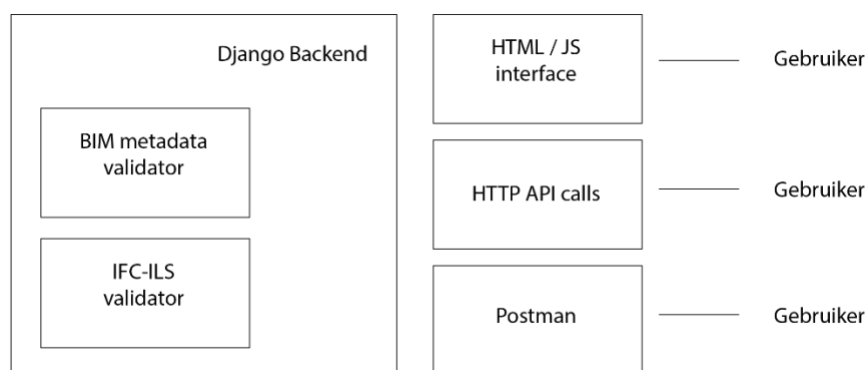 Django Backend
BIM metadata
validator
IFC-ILS
validator
HTML / JS
interface
Gebruiker
HTTP API calls
Gebruiker
Postman
Gebruiker